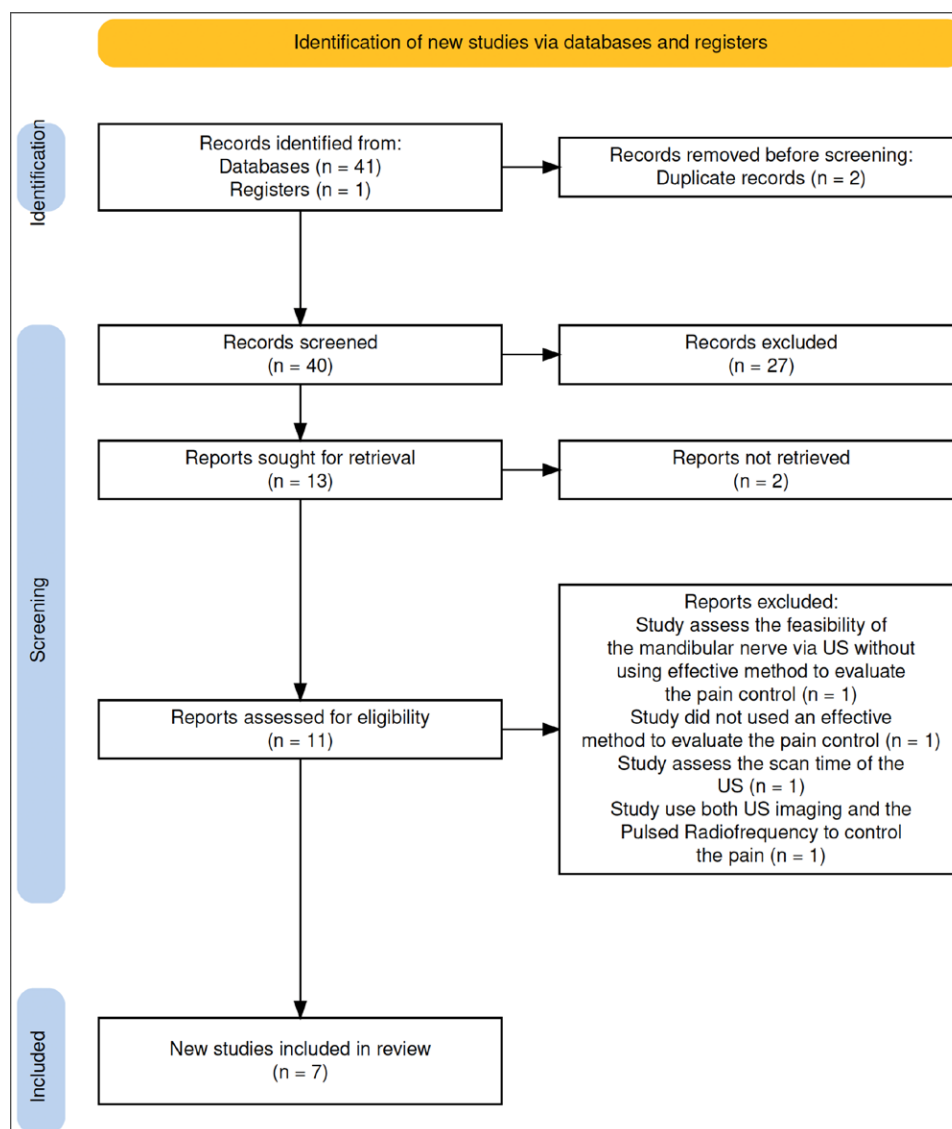 Identification of new studies via databases and registers
Identification
Records identified from:
Databases (n = 41)
Registers (n = 1)
Records removed before screening:
Duplicate records (n = 2)
Screening
Records screened
(n = 40)
Records excluded
(n = 27)
Reports sought for retrieval
(n = 13)
Reports not retrieved
(n = 2)
Reports assessed for eligibility
(n = 11)
Reports excluded:
Study assess the feasibility of
the mandibular nerve via US without
using effective method to evaluate
the pain control (n = 1)
Study did not used an effective
method to evaluate the pain control (n = 1)
Study assess the scan time of the
US (n = 1)
Study use both US imaging and the
Pulsed Radiofrequency to control
the pain (n = 1)
Included
New studies included in review
(n = 7)